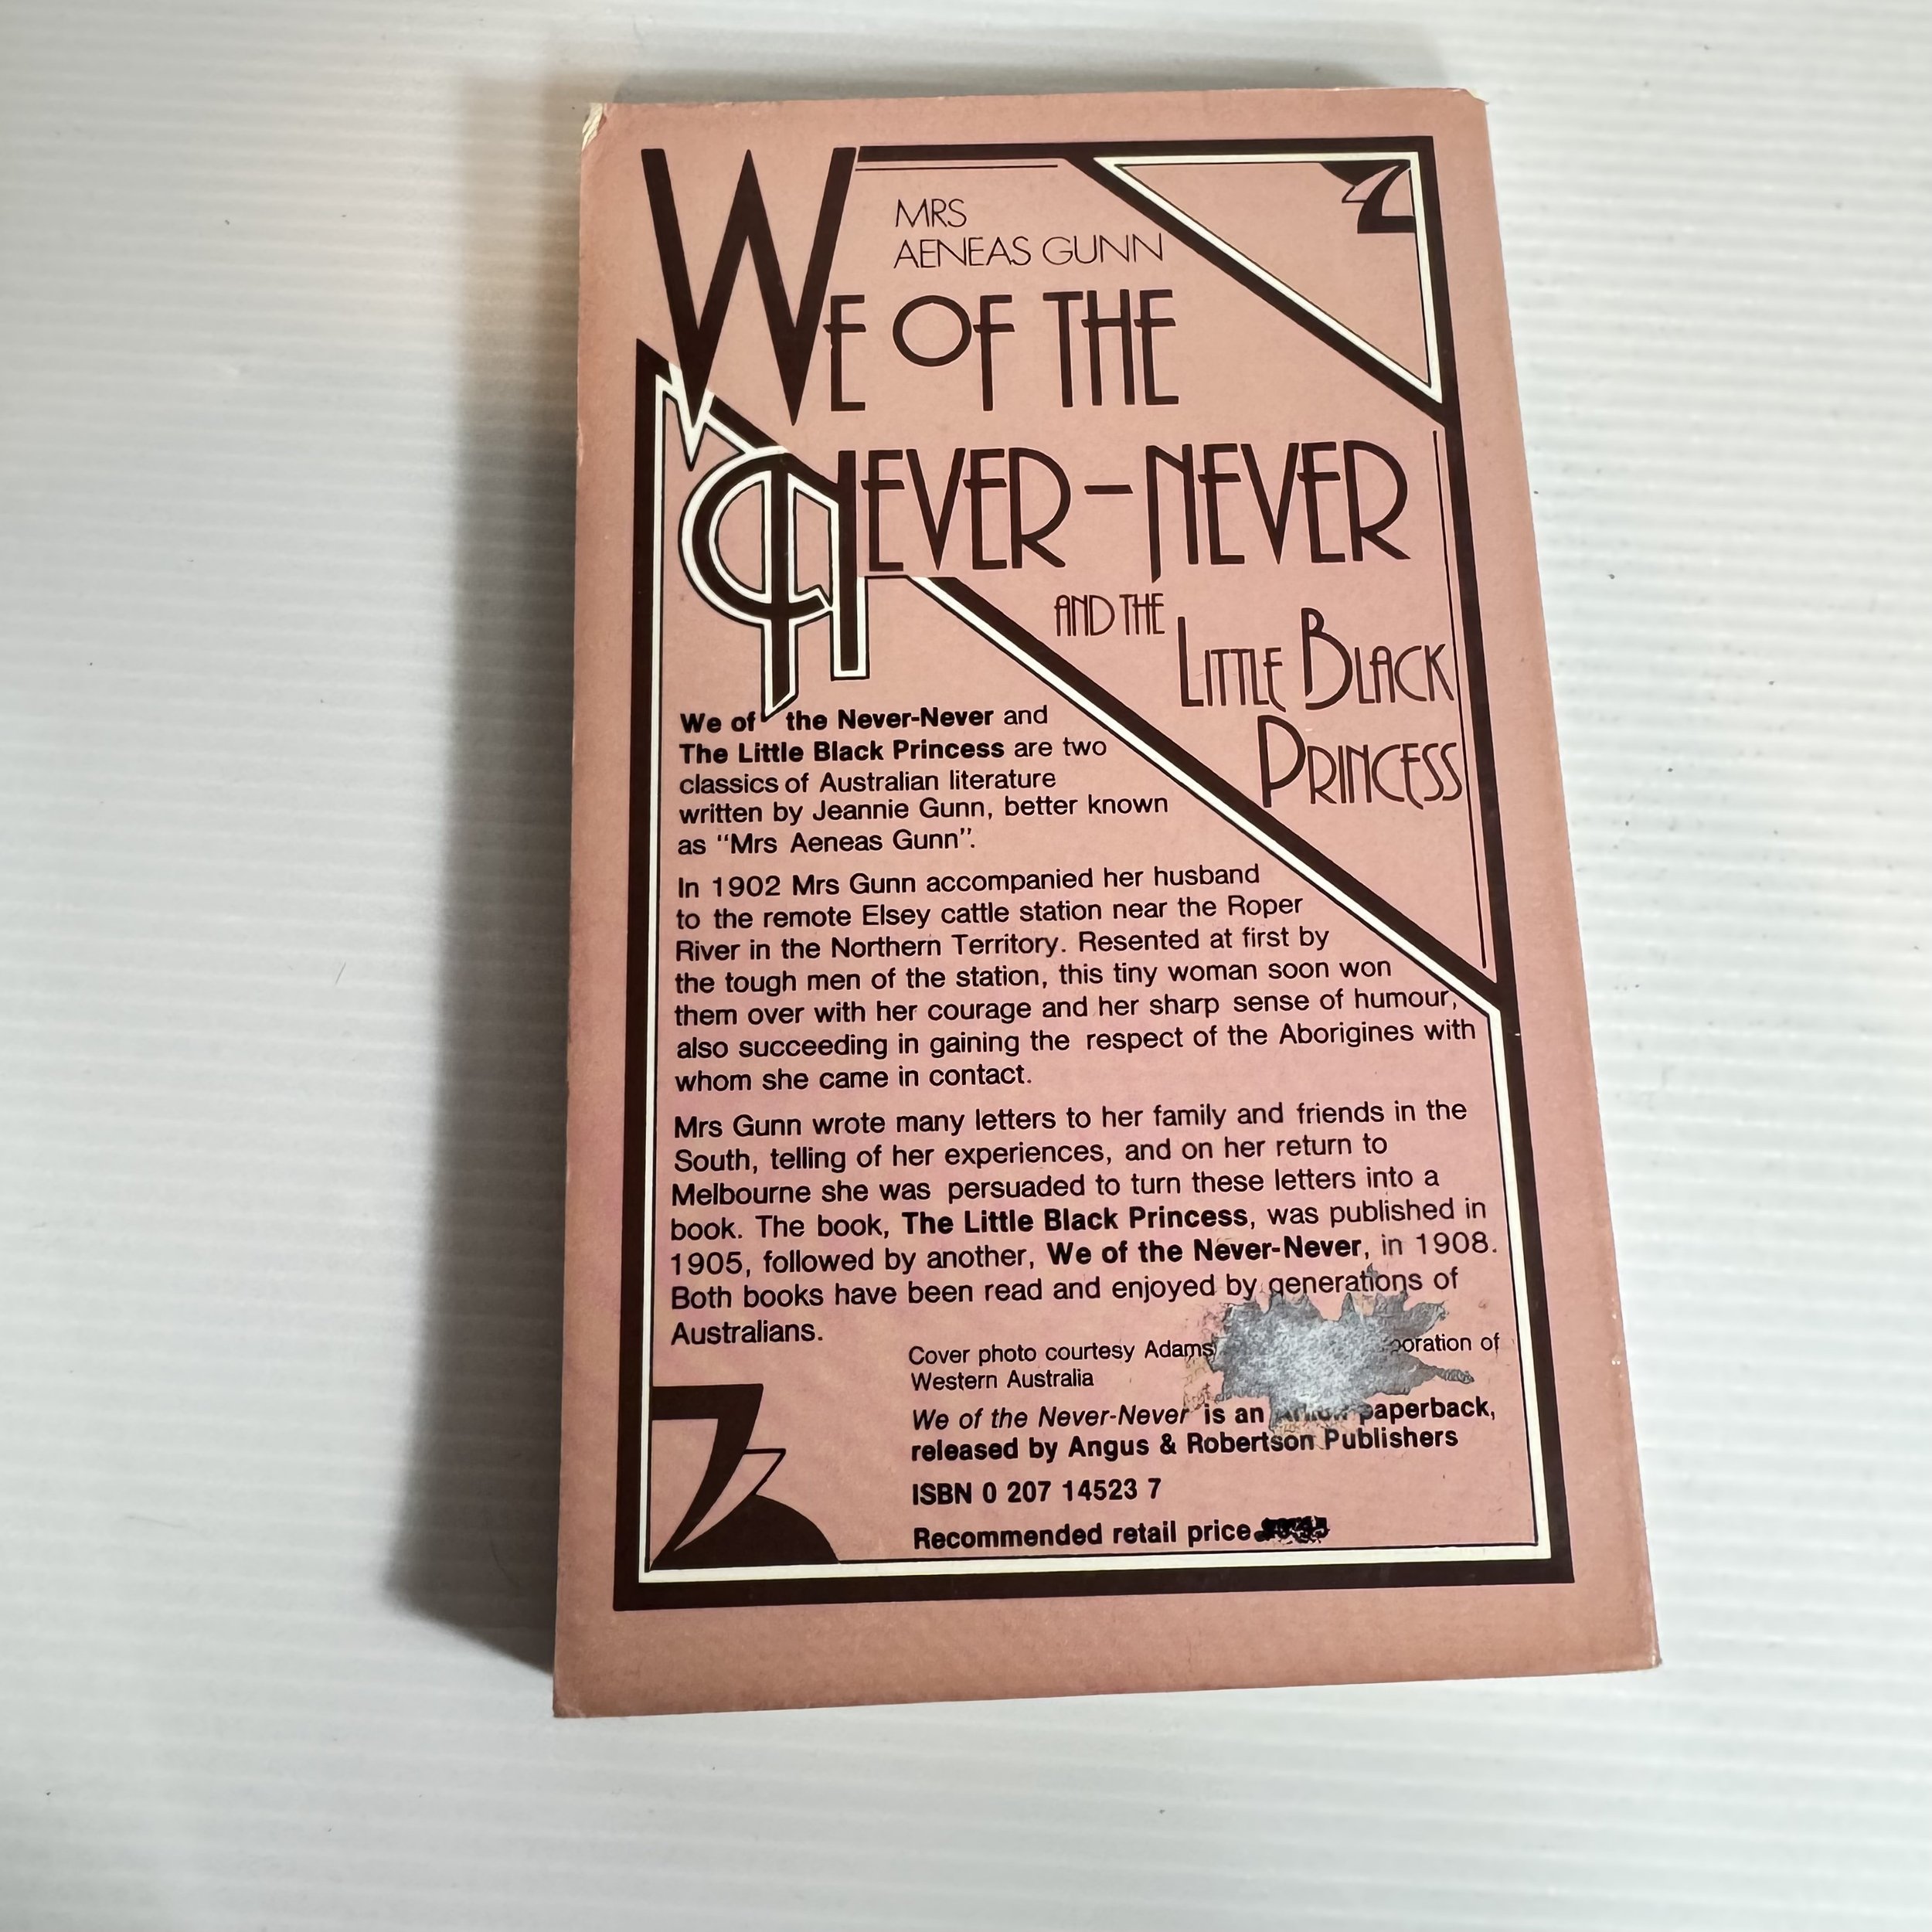 MRS
AENEAS GUNN
WE OF THE
NEVER-NEVER
AND THE
LITTLE BLACK
PRINCESS
We of the Never-Never and
The Little Black Princess are two
classics of Australian literature
written by Jeannie Gunn, better known
as "Mrs Aeneas Gunn".
In 1902 Mrs Gunn accompanied her husband
to the remote Elsey cattle station near the Roper
River in the Northern Territory. Resented at first by
the tough men of the station, this tiny woman soon won
them over with her courage and her sharp sense of humour,
also succeeding in gaining the respect of the Aborigines with
whom she came in contact.
Mrs Gunn wrote many letters to her family and friends in the
South, telling of her experiences, and on her return to
Melbourne she was persuaded to turn these letters into a
book. The book, The Little Black Princess, was published in
1905, followed by another, We of the Never-Never, in 1908.
Both books have been read and enjoyed by generations of
Australians.
Cover photo courtesy Adams of
Western Australia
We of the Never-Never is an paperback,
released by Angus & Robertson Publishers
ISBN 0 207 14523 7
Recommended retail price